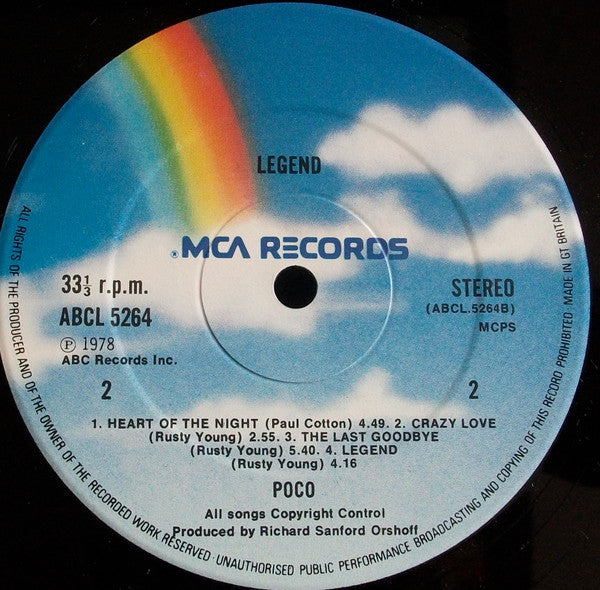 LEGEND
® MCA RECORDS
33⅓ r.p.m.
ABCL 5264
℗ 1978
ABC Records Inc.
STEREO
(ABCL.5264B)
MCPS
2
2
1. HEART OF THE NIGHT (Paul Cotton) 4.49. 2. CRAZY LOVE
(Rusty Young) 2.55. 3. THE LAST GOODBYE
(Rusty Young) 5.40. 4. LEGEND
(Rusty Young) 4.16
POCO
All songs Copyright Control
Produced by Richard Sanford Orshoff
ALL RIGHTS OF THE PRODUCER AND OF THE OWNER OF THE RECORDED WORK RESERVED · UNAUTHORISED PUBLIC PERFORMANCE BROADCASTING AND COPYING OF THIS RECORD PROHIBITED · MADE IN GT BRITAIN